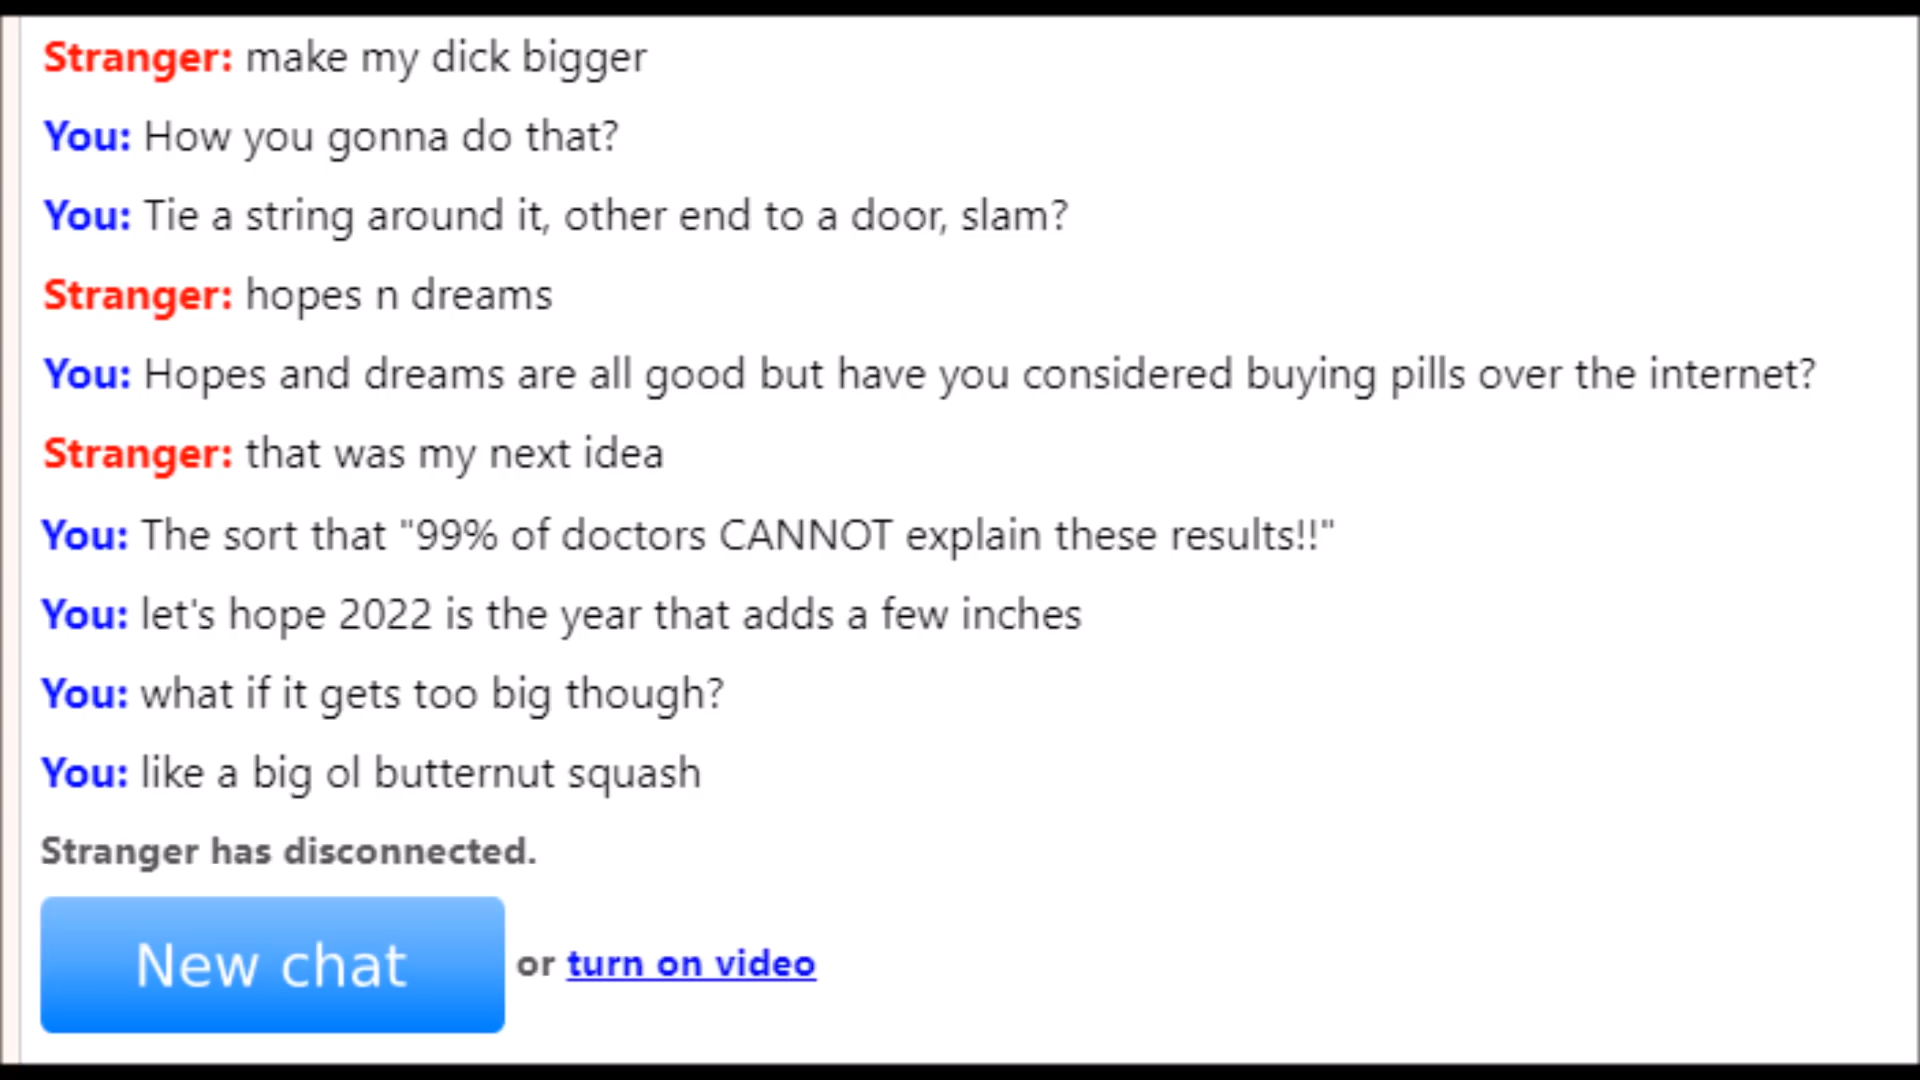 Stranger: make my dick bigger
You: How you gonna do that?
You: Tie a string around it, other end to a door, slam?
Stranger: hopes n dreams
You: Hopes and dreams are all good but have you considered buying pills over the internet?
Stranger: that was my next idea
You: The sort that "99% of doctors CANNOT explain these results!!"
You: let's hope 2022 is the year that adds a few inches
You: what if it gets too big though?
You: like a big ol butternut squash
Stranger has disconnected.
New chat or turn on video